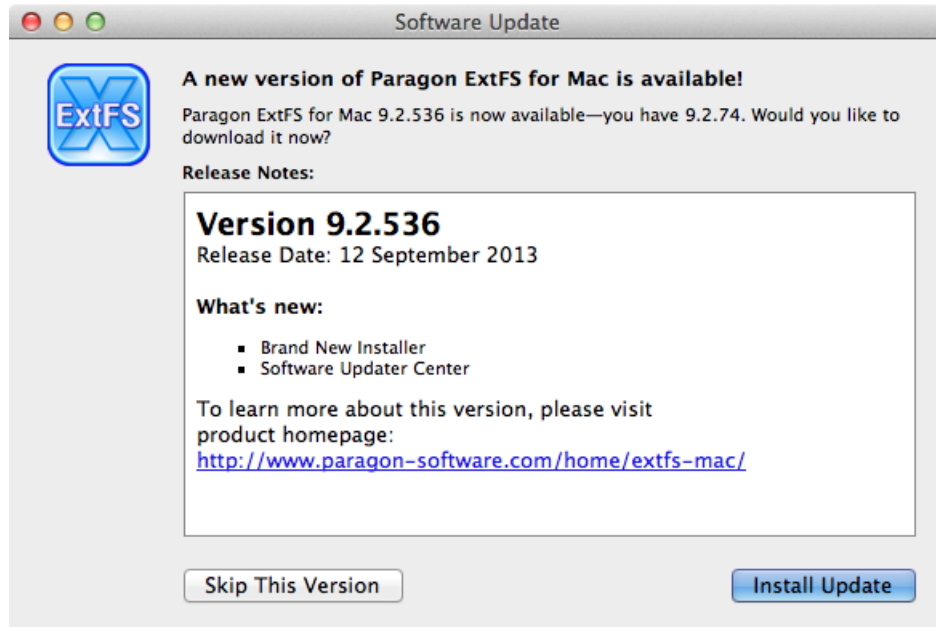 Software Update
ExtFS
A new version of Paragon ExtFS for Mac is available!
Paragon ExtFS for Mac 9.2.536 is now available—you have 9.2.74. Would you like to
download it now?
Release Notes:
Version 9.2.536
Release Date: 12 September 2013
What's new:
▪ Brand New Installer
▪ Software Updater Center
To learn more about this version, please visit
product homepage:
http://www.paragon-software.com/home/extfs-mac/
Skip This Version
Install Update